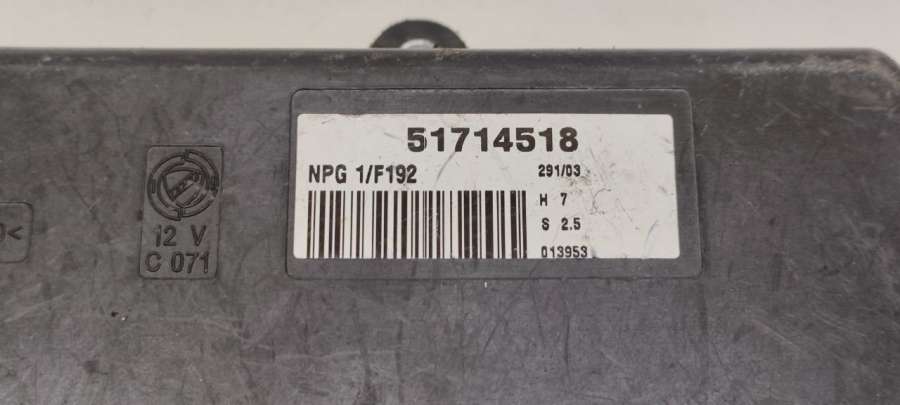 51714518
NPG 1/F192
291/03
H 7
S 2.5
013953
12 V
C 071